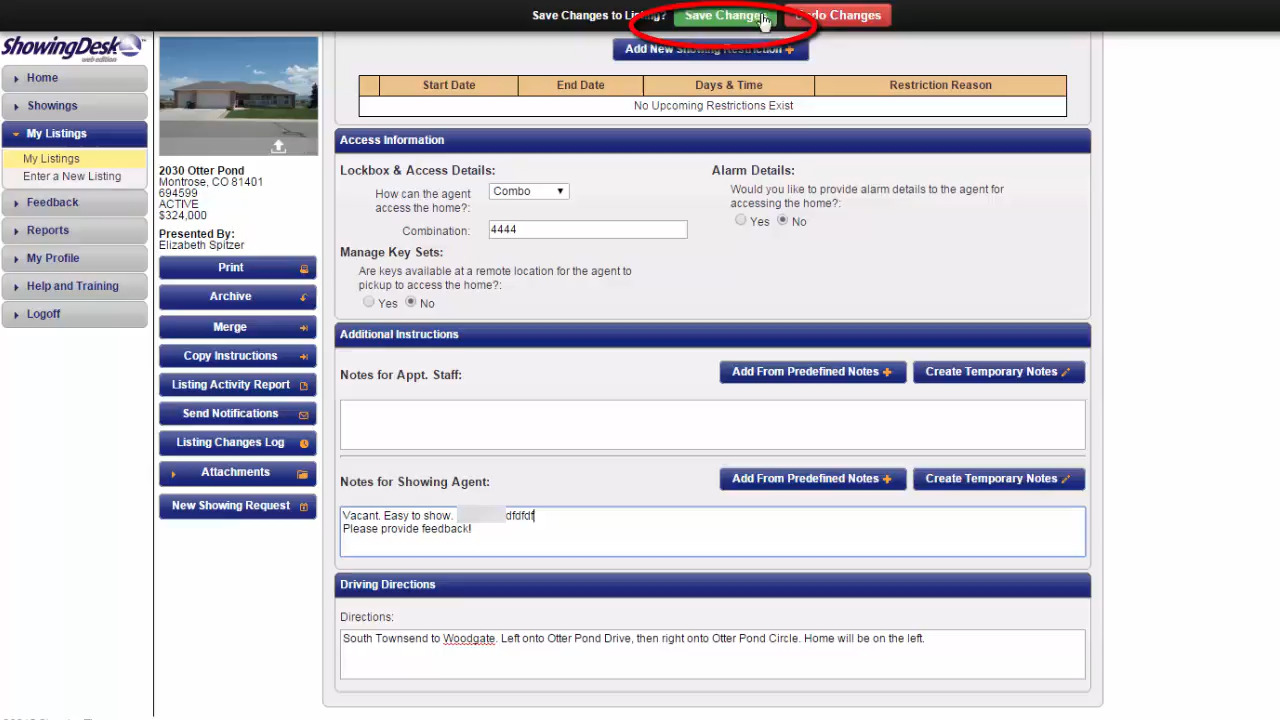 Save Changes to Listing? Save Changes Undo Changes
ShowingDesk
web edition
Home
Showings
My Listings
My Listings
Enter a New Listing
Feedback
Reports
My Profile
Help and Training
Logoff
2030 Otter Pond
Montrose, CO 81401
694599
ACTIVE
$324,000
Presented By:
Elizabeth Spitzer
Print
Archive
Merge
Copy Instructions
Listing Activity Report
Send Notifications
Listing Changes Log
Attachments
New Showing Request
Add New Showing Restriction
Start Date End Date Days & Time Restriction Reason
No Upcoming Restrictions Exist
Access Information
Lockbox & Access Details:
How can the agent
access the home?:
Combo
Combination:
4444
Manage Key Sets:
Are keys available at a remote location for the agent to
pickup to access the home?:
Yes No
Alarm Details:
Would you like to provide alarm details to the agent for
accessing the home?:
Yes No
Additional Instructions
Notes for Appt. Staff: Add From Predefined Notes Create Temporary Notes
Notes for Showing Agent: Add From Predefined Notes Create Temporary Notes
Vacant. Easy to show. dfdfdf
Please provide feedback!
Driving Directions
Directions:
South Townsend to Woodgate. Left onto Otter Pond Drive, then right onto Otter Pond Circle. Home will be on the left.